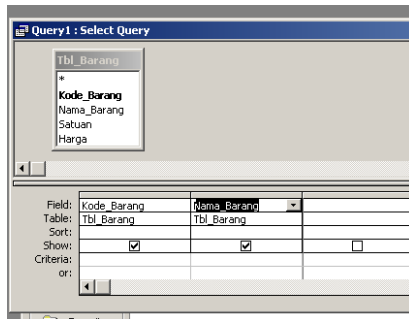 Query1 : Select Query
Tbl_Barang
*
Kode_Barang
Nama_Barang
Satuan
Harga
Field: Kode_Barang Nama_Barang
Table: Tbl_Barang Tbl_Barang
Sort:
Show:
Criteria:
or: